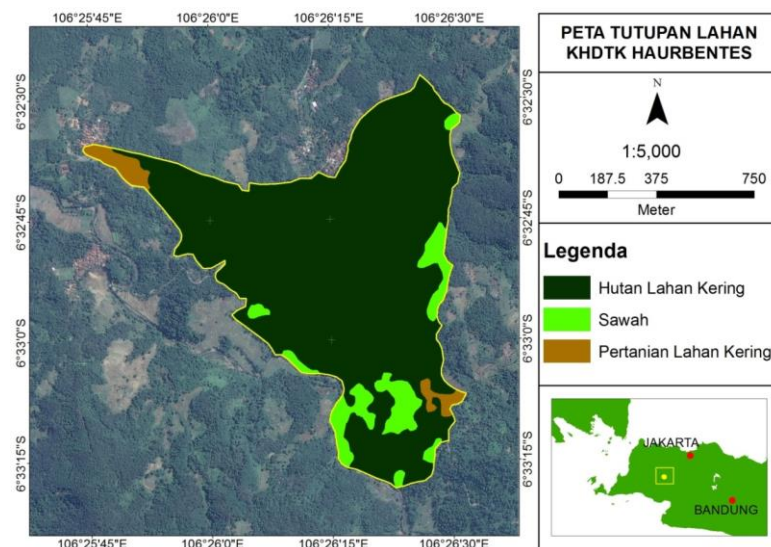 106°25'45"E 106°26'0"E 106°26'15"E 106°26'30"E
6°32'30"S
6°32'45"S
6°33'0"S
6°33'15"S
6°32'30"S
6°32'45"S
6°33'0"S
6°33'15"S
106°25'45"E 106°26'0"E 106°26'15"E 106°26'30"E
PETA TUTUPAN LAHAN
KHDTK HAURBENTES
N
1:5,000
0 187.5 375 750
Meter
Legenda
Hutan Lahan Kering
Sawah
Pertanian Lahan Kering
JAKARTA
BANDUNG